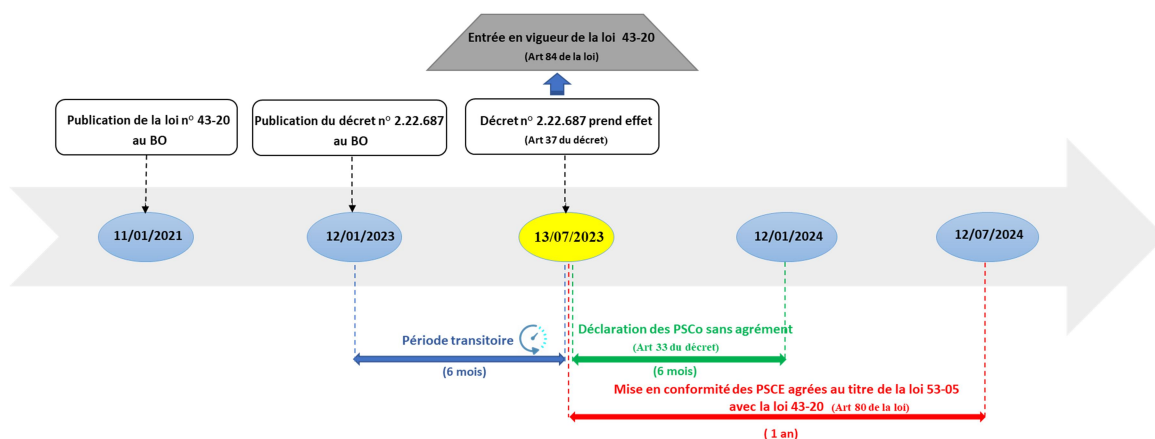 Entrée en vigueur de la loi 43-20
(Art 84 de la loi)
Publication de la loi n° 43-20
au BO
Publication du décret n° 2.22.687
au BO
Décret n° 2.22.687 prend effet
(Art 37 du décret)
11/01/2021
12/01/2023
13/07/2023
12/01/2024
12/07/2024
Période transitoire
(6 mois)
Déclaration des PSCo sans agrément
(Art 33 du décret)
(6 mois)
Mise en conformité des PSCE agrées au titre de la loi 53-05
avec la loi 43-20 (Art 80 de la loi)
( 1 an)